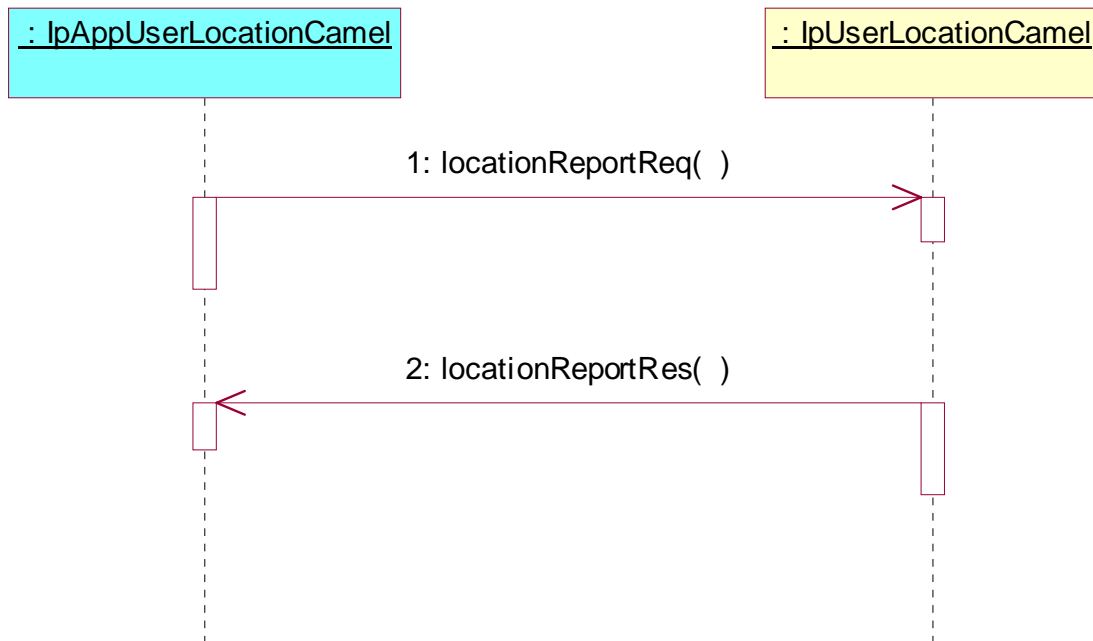 : IpAppUserLocationCamel
: IpUserLocationCamel
1: locationReportReq( )
2: locationReportRes( )